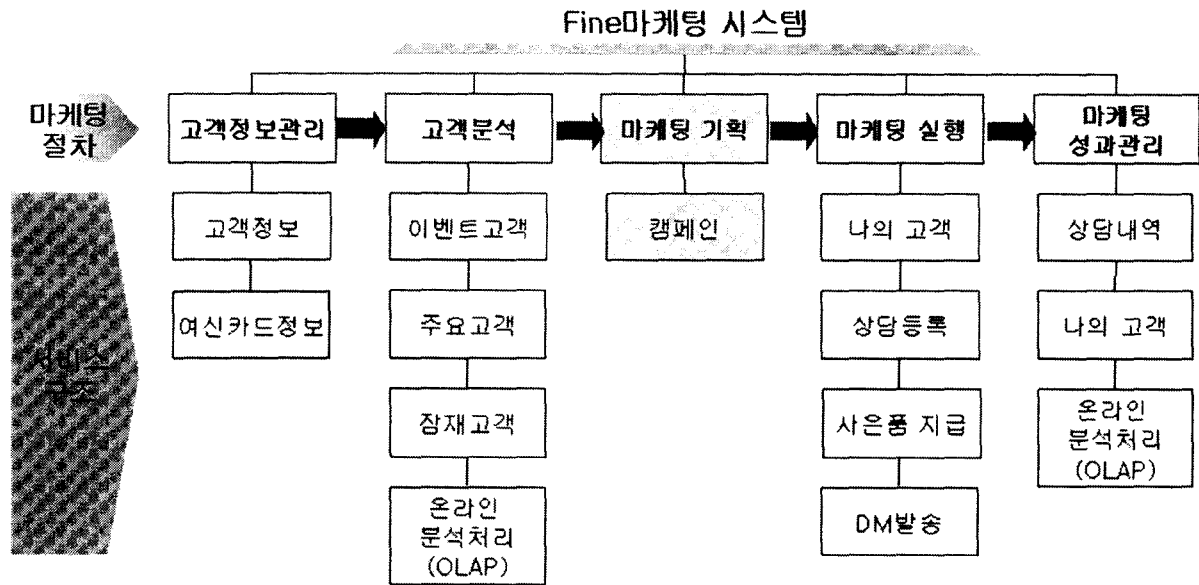 Fine마케팅 시스템
마케팅
절차
고객정보관리
고객분석
마케팅 기획
마케팅 실행
마케팅
성과관리
서비스
구조
고객정보
여신카드정보
이벤트고객
주요고객
잠재고객
온라인
분석처리
(OLAP)
캠페인
나의 고객
상담등록
사은품 지급
DM발송
상담내역
나의 고객
온라인
분석처리
(OLAP)